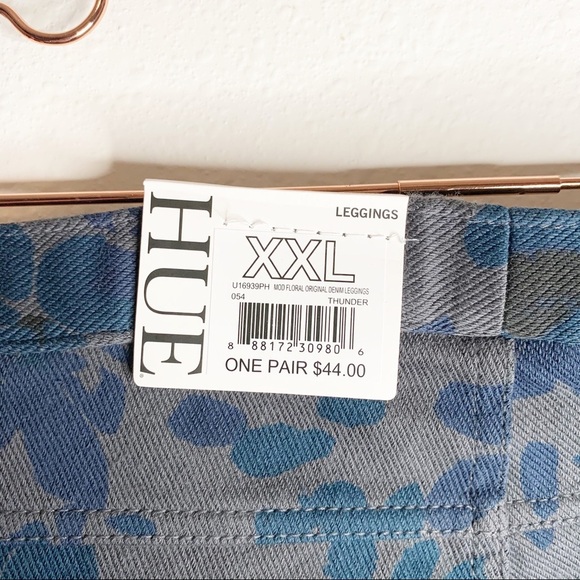 HUE
LEGGINGS
XXL
U16939PH MOD FLORAL ORIGINAL DENIM LEGGINGS
054 THUNDER
8 88172 30980 6
ONE PAIR $44.00